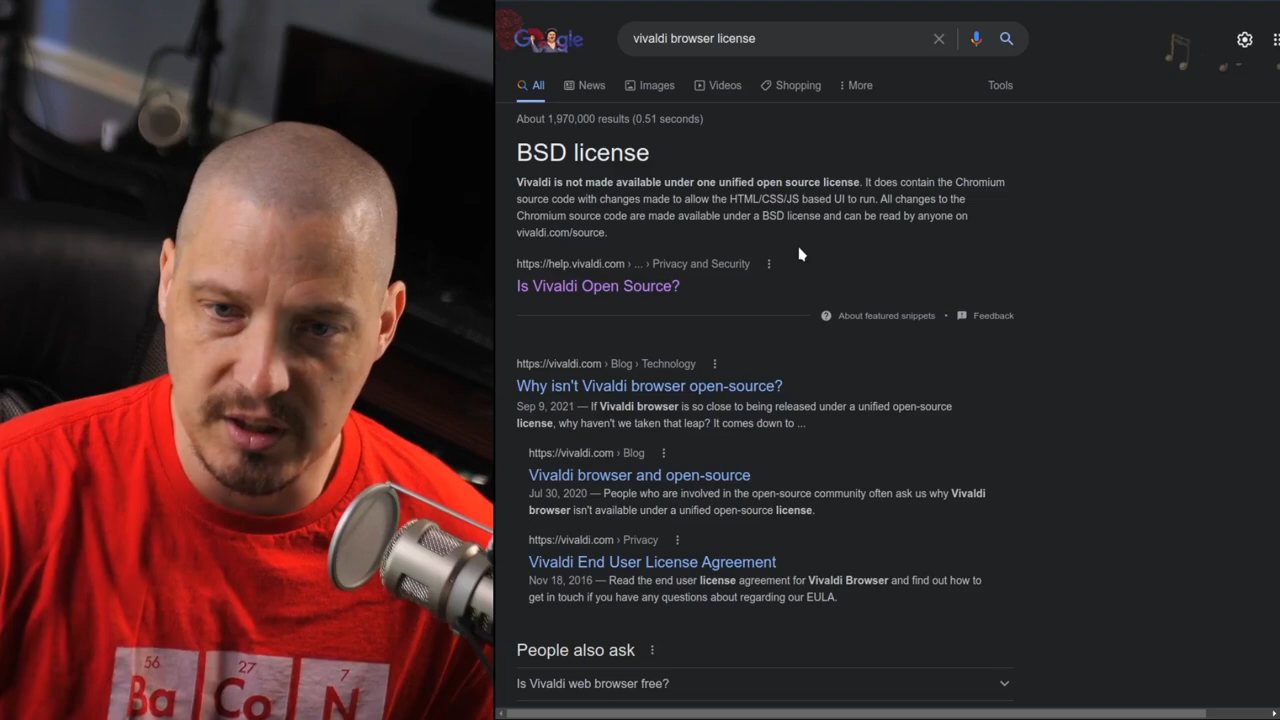 Google
vivaldi browser license
All
News
Images
Videos
Shopping
More
Tools
About 1,970,000 results (0.51 seconds)
BSD license
Vivaldi is not made available under one unified open source license. It does contain the Chromium
source code with changes made to allow the HTML/CSS/JS based UI to run. All changes to the
Chromium source code are made available under a BSD license and can be read by anyone on
vivaldi.com/source.
https://help.vivaldi.com › ... › Privacy and Security
Is Vivaldi Open Source?
About featured snippets • Feedback
https://vivaldi.com › Blog › Technology
Why isn't Vivaldi browser open-source?
Sep 9, 2021 — If Vivaldi browser is so close to being released under a unified open-source
license, why haven't we taken that leap? It comes down to ...
https://vivaldi.com › Blog
Vivaldi browser and open-source
Jul 30, 2020 — People who are involved in the open-source community often ask us why Vivaldi
browser isn't available under a unified open-source license.
https://vivaldi.com › Privacy
Vivaldi End User License Agreement
Nov 18, 2016 — Read the end user license agreement for Vivaldi Browser and find out how to
get in touch if you have any questions about regarding our EULA.
People also ask
Is Vivaldi web browser free?
56 27 7
Ba Co N